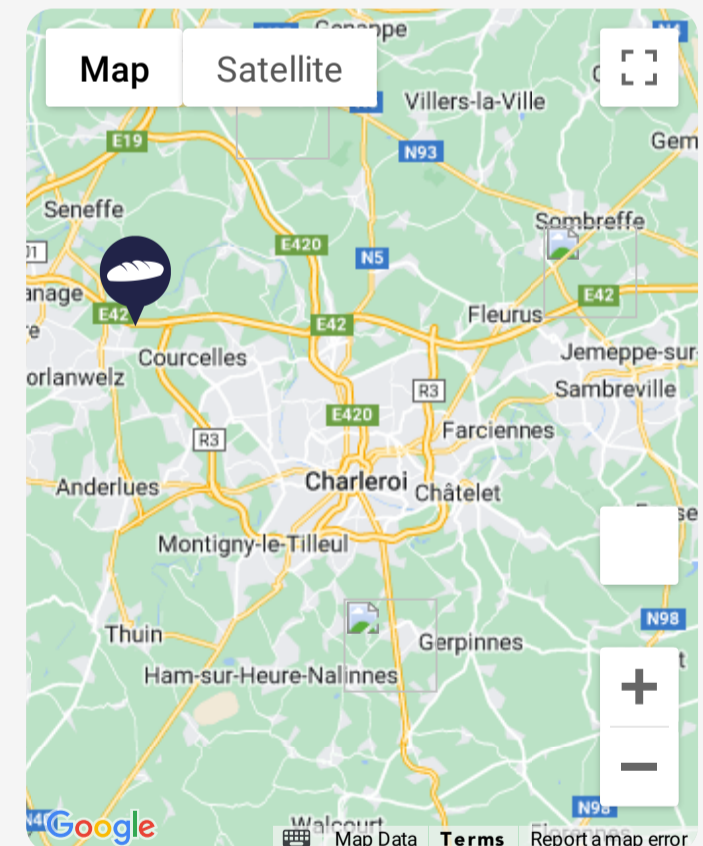 Genappe
N4
Map
Satellite
Villers-la-Ville
E19
N93
Gem
Seneffe
Sombreffe
E420
N5
anage
E42
E42
E42
Fleurus
Courcelles
Jemeppe-sur-
orlanwelz
Sambreville
R3
E420
R3
Farciennes
Charleroi
Châtelet
Anderlues
Montigny-le-Tilleul
N98
Thuin
Gerpinnes
Ham-sur-Heure-Nalinnes
N98
Google
Walcourt
Map Data
Terms
Report a map error